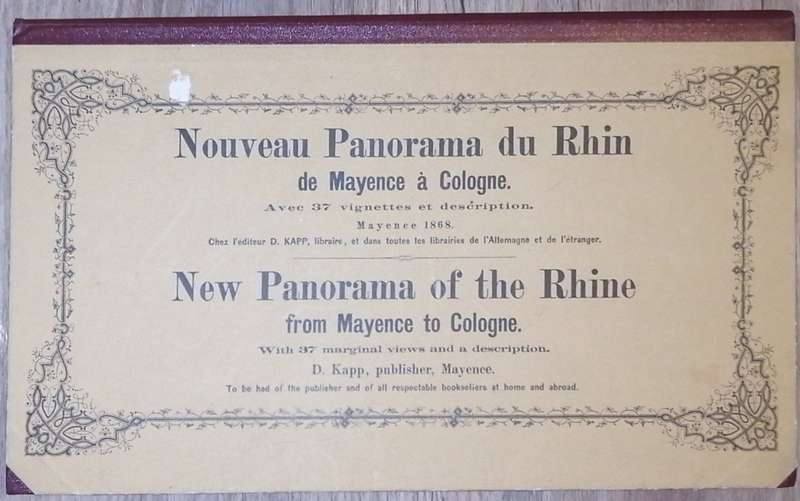 Nouveau Panorama du Rhin
de Mayence à Cologne.
Avec 37 vignettes et description.
Mayence 1868.
Chez l'éditeur D. KAPP, libraire, et dans toutes les librairies de l'Allemagne et de l'étranger.
New Panorama of the Rhine
from Mayence to Cologne.
With 37 marginal views and a description.
D. Kapp, publisher, Mayence.
To be had of the publisher and of all respectable booksellers at home and abroad.